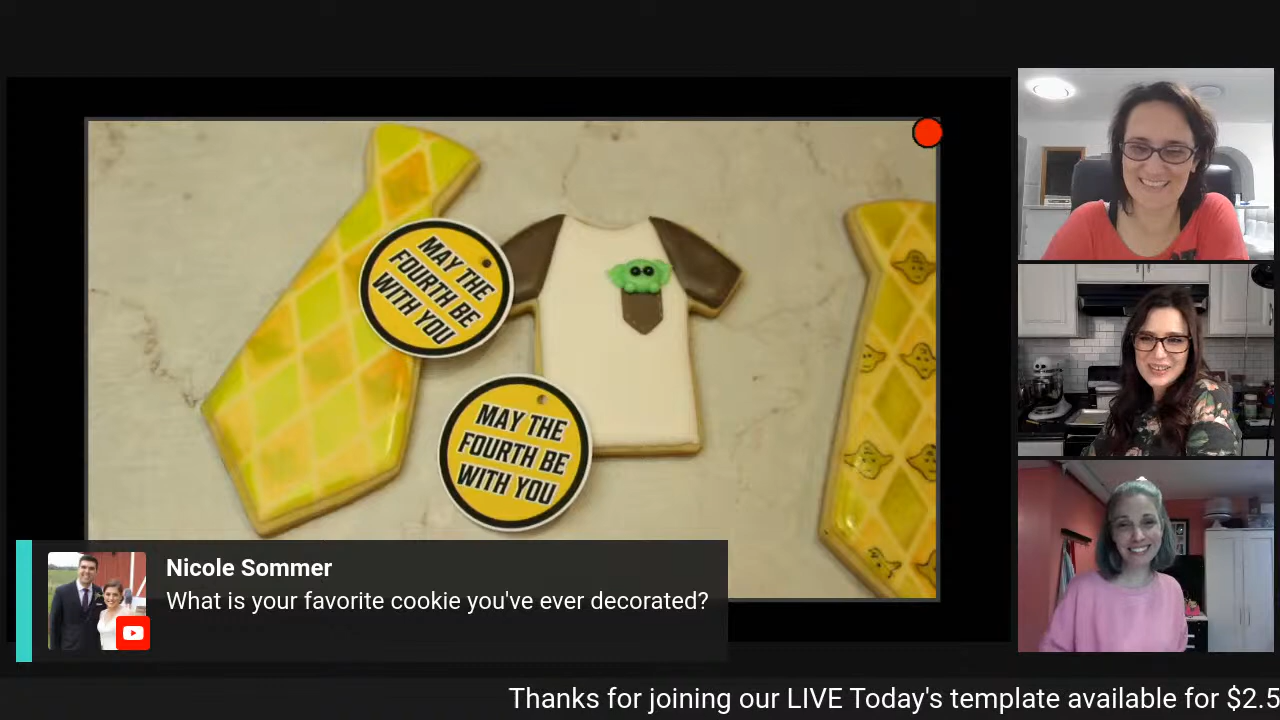 MAY THE
FOURTH BE
WITH YOU
MAY THE
FOURTH BE
WITH YOU
Nicole Sommer
What is your favorite cookie you've ever decorated?
Thanks for joining our LIVE Today's template available for $2.5